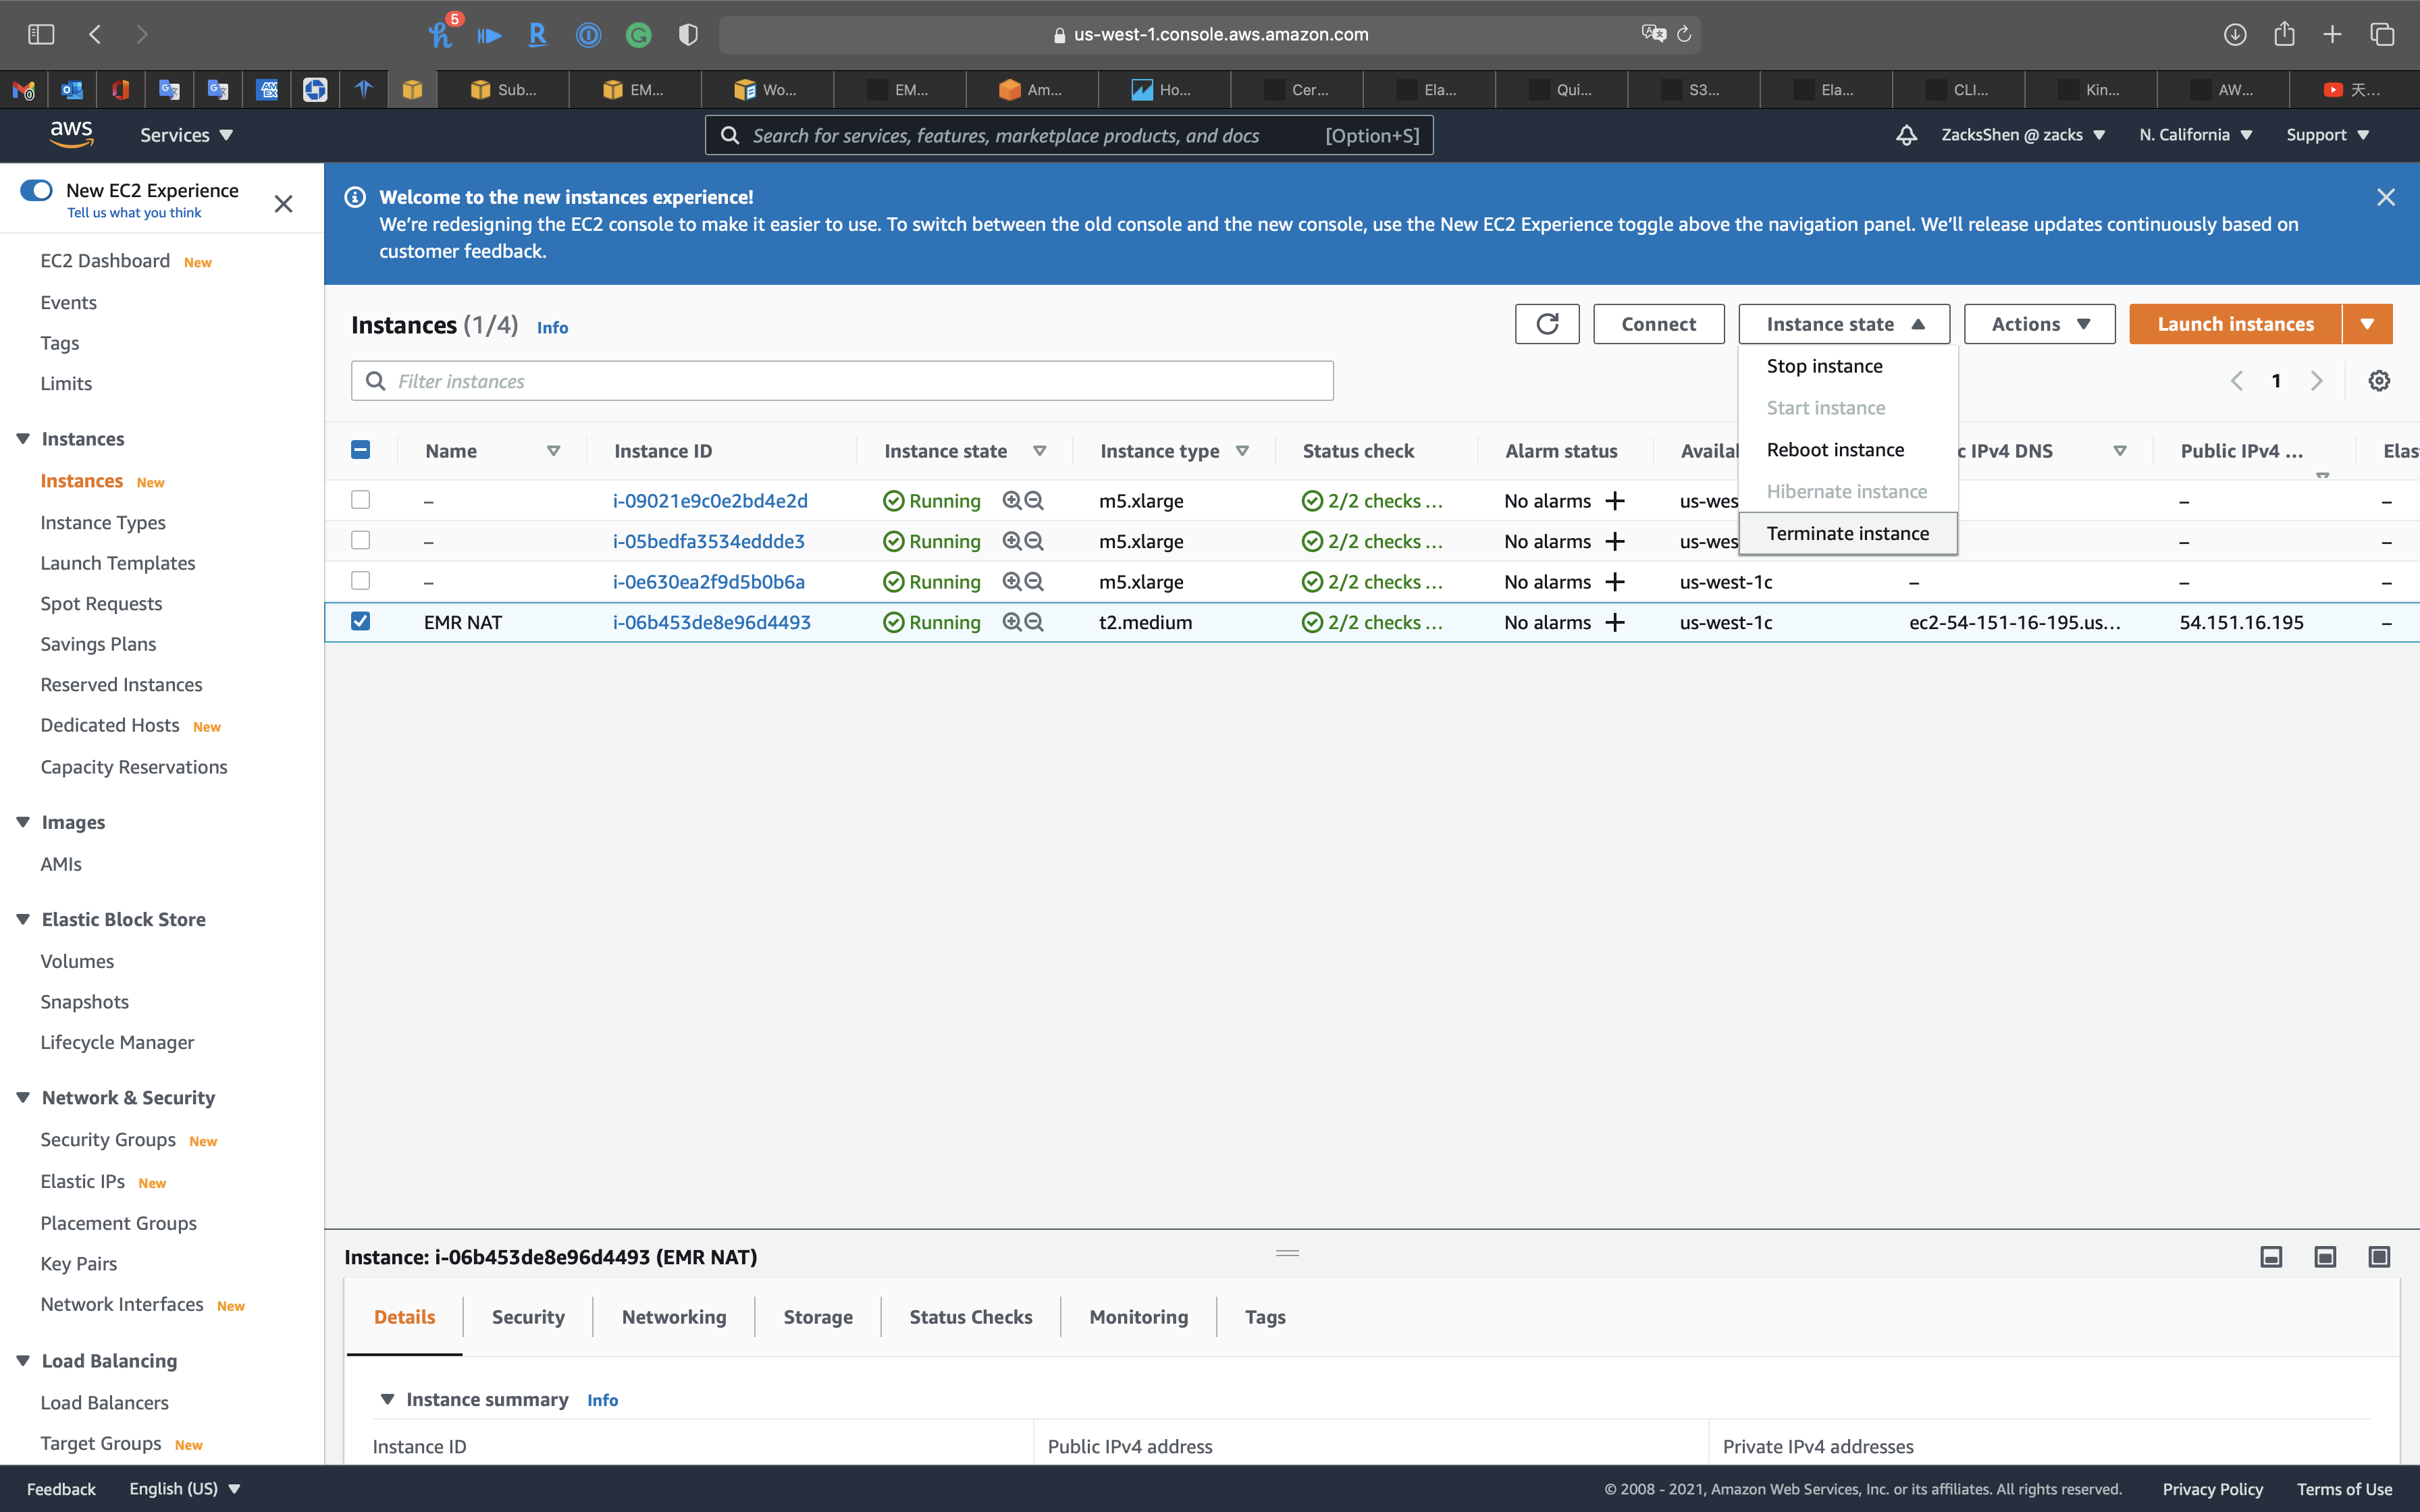 5
us-west-1.console.aws.amazon.com
Sub...
EM...
Wo...
EM...
Am...
Ho...
Cer...
Ela...
Qui...
S3...
Ela...
CLI...
Kin...
AW...
天...
aws
Services
Search for services, features, marketplace products, and docs
[Option+S]
ZacksShen @ zacks
N. California
Support
New EC2 Experience
Tell us what you think
EC2 Dashboard New
Events
Tags
Limits
Instances
Instances New
Instance Types
Launch Templates
Spot Requests
Savings Plans
Reserved Instances
Dedicated Hosts New
Capacity Reservations
Images
AMIs
Elastic Block Store
Volumes
Snapshots
Lifecycle Manager
Network & Security
Security Groups New
Elastic IPs New
Placement Groups
Key Pairs
Network Interfaces New
Load Balancing
Load Balancers
Target Groups New
Welcome to the new instances experience!
We're redesigning the EC2 console to make it easier to use. To switch between the old console and the new console, use the New EC2 Experience toggle above the navigation panel. We'll release updates continuously based on
customer feedback.
Instances (1/4) Info
Connect
Instance state
Actions
Launch instances
Filter instances
1
Stop instance
Start instance
Reboot instance
Hibernate instance
Terminate instance
Name Instance ID Instance state Instance type Status check Alarm status Availal c IPv4 DNS Public IPv4 ... Elas
– i-09021e9c0e2bd4e2d Running m5.xlarge 2/2 checks ... No alarms + us-wes – –
– i-05bedfa3534eddde3 Running m5.xlarge 2/2 checks ... No alarms + us-wes – –
– i-0e630ea2f9d5b0b6a Running m5.xlarge 2/2 checks ... No alarms + us-west-1c – – –
EMR NAT i-06b453de8e96d4493 Running t2.medium 2/2 checks ... No alarms + us-west-1c ec2-54-151-16-195.us... 54.151.16.195 –
Instance: i-06b453de8e96d4493 (EMR NAT)
Details
Security
Networking
Storage
Status Checks
Monitoring
Tags
Instance summary Info
Instance ID
Public IPv4 address
Private IPv4 addresses
Feedback
English (US)
© 2008 - 2021, Amazon Web Services, Inc. or its affiliates. All rights reserved.
Privacy Policy
Terms of Use